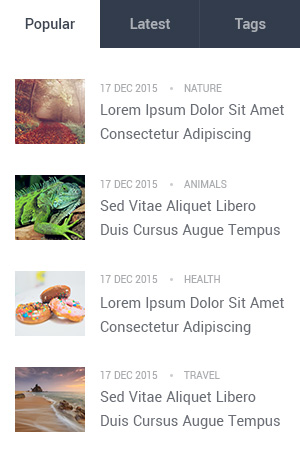 Popular Latest Tags
17 DEC 2015 • NATURE
Lorem Ipsum Dolor Sit Amet
Consectetur Adipiscing
17 DEC 2015 • ANIMALS
Sed Vitae Aliquet Libero
Duis Cursus Augue Tempus
17 DEC 2015 • HEALTH
Lorem Ipsum Dolor Sit Amet
Consectetur Adipiscing
17 DEC 2015 • TRAVEL
Sed Vitae Aliquet Libero
Duis Cursus Augue Tempus